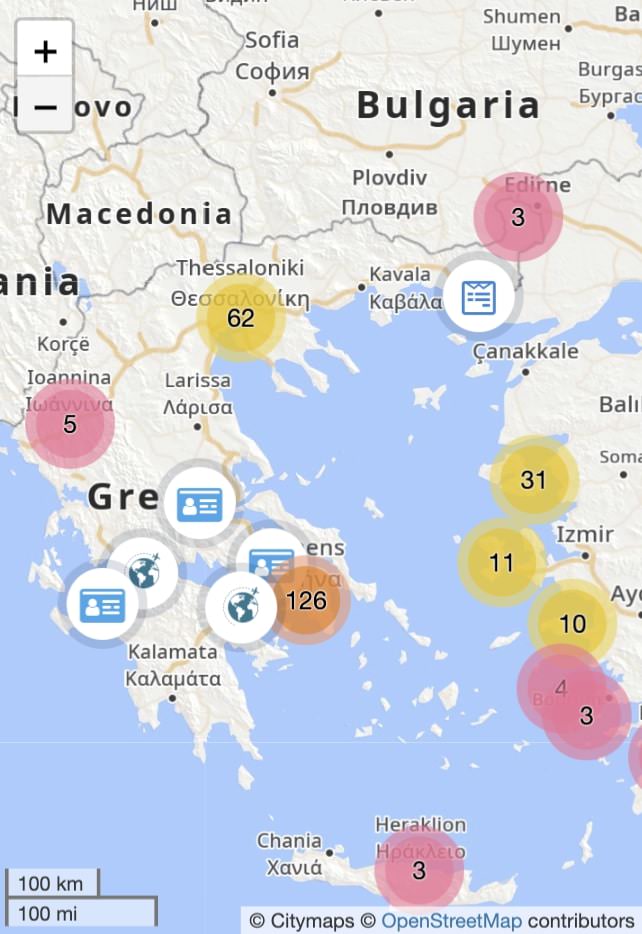 Ниш
Shumen
Шумен
Sofia
София
+
−
ovo
Burgas
Бургас
Bulgaria
Plovdiv
Пловдив
Edirne
3
Macedonia
ania
Thessaloniki
Θεσσαλονίκη
62
Kavala
Καβάλα
Korçë
Çanakkale
Ioannina
Ιωάννινα
5
Larissa
Λάρισα
Balı
Soma
31
Gre
Izmir
ens
να
11
126
10
Ay
Kalamata
Καλαμάτα
4
3
Heraklion
Ηράκλειο
3
Chania
Χανιά
100 km
100 mi
© Citymaps © OpenStreetMap contributors